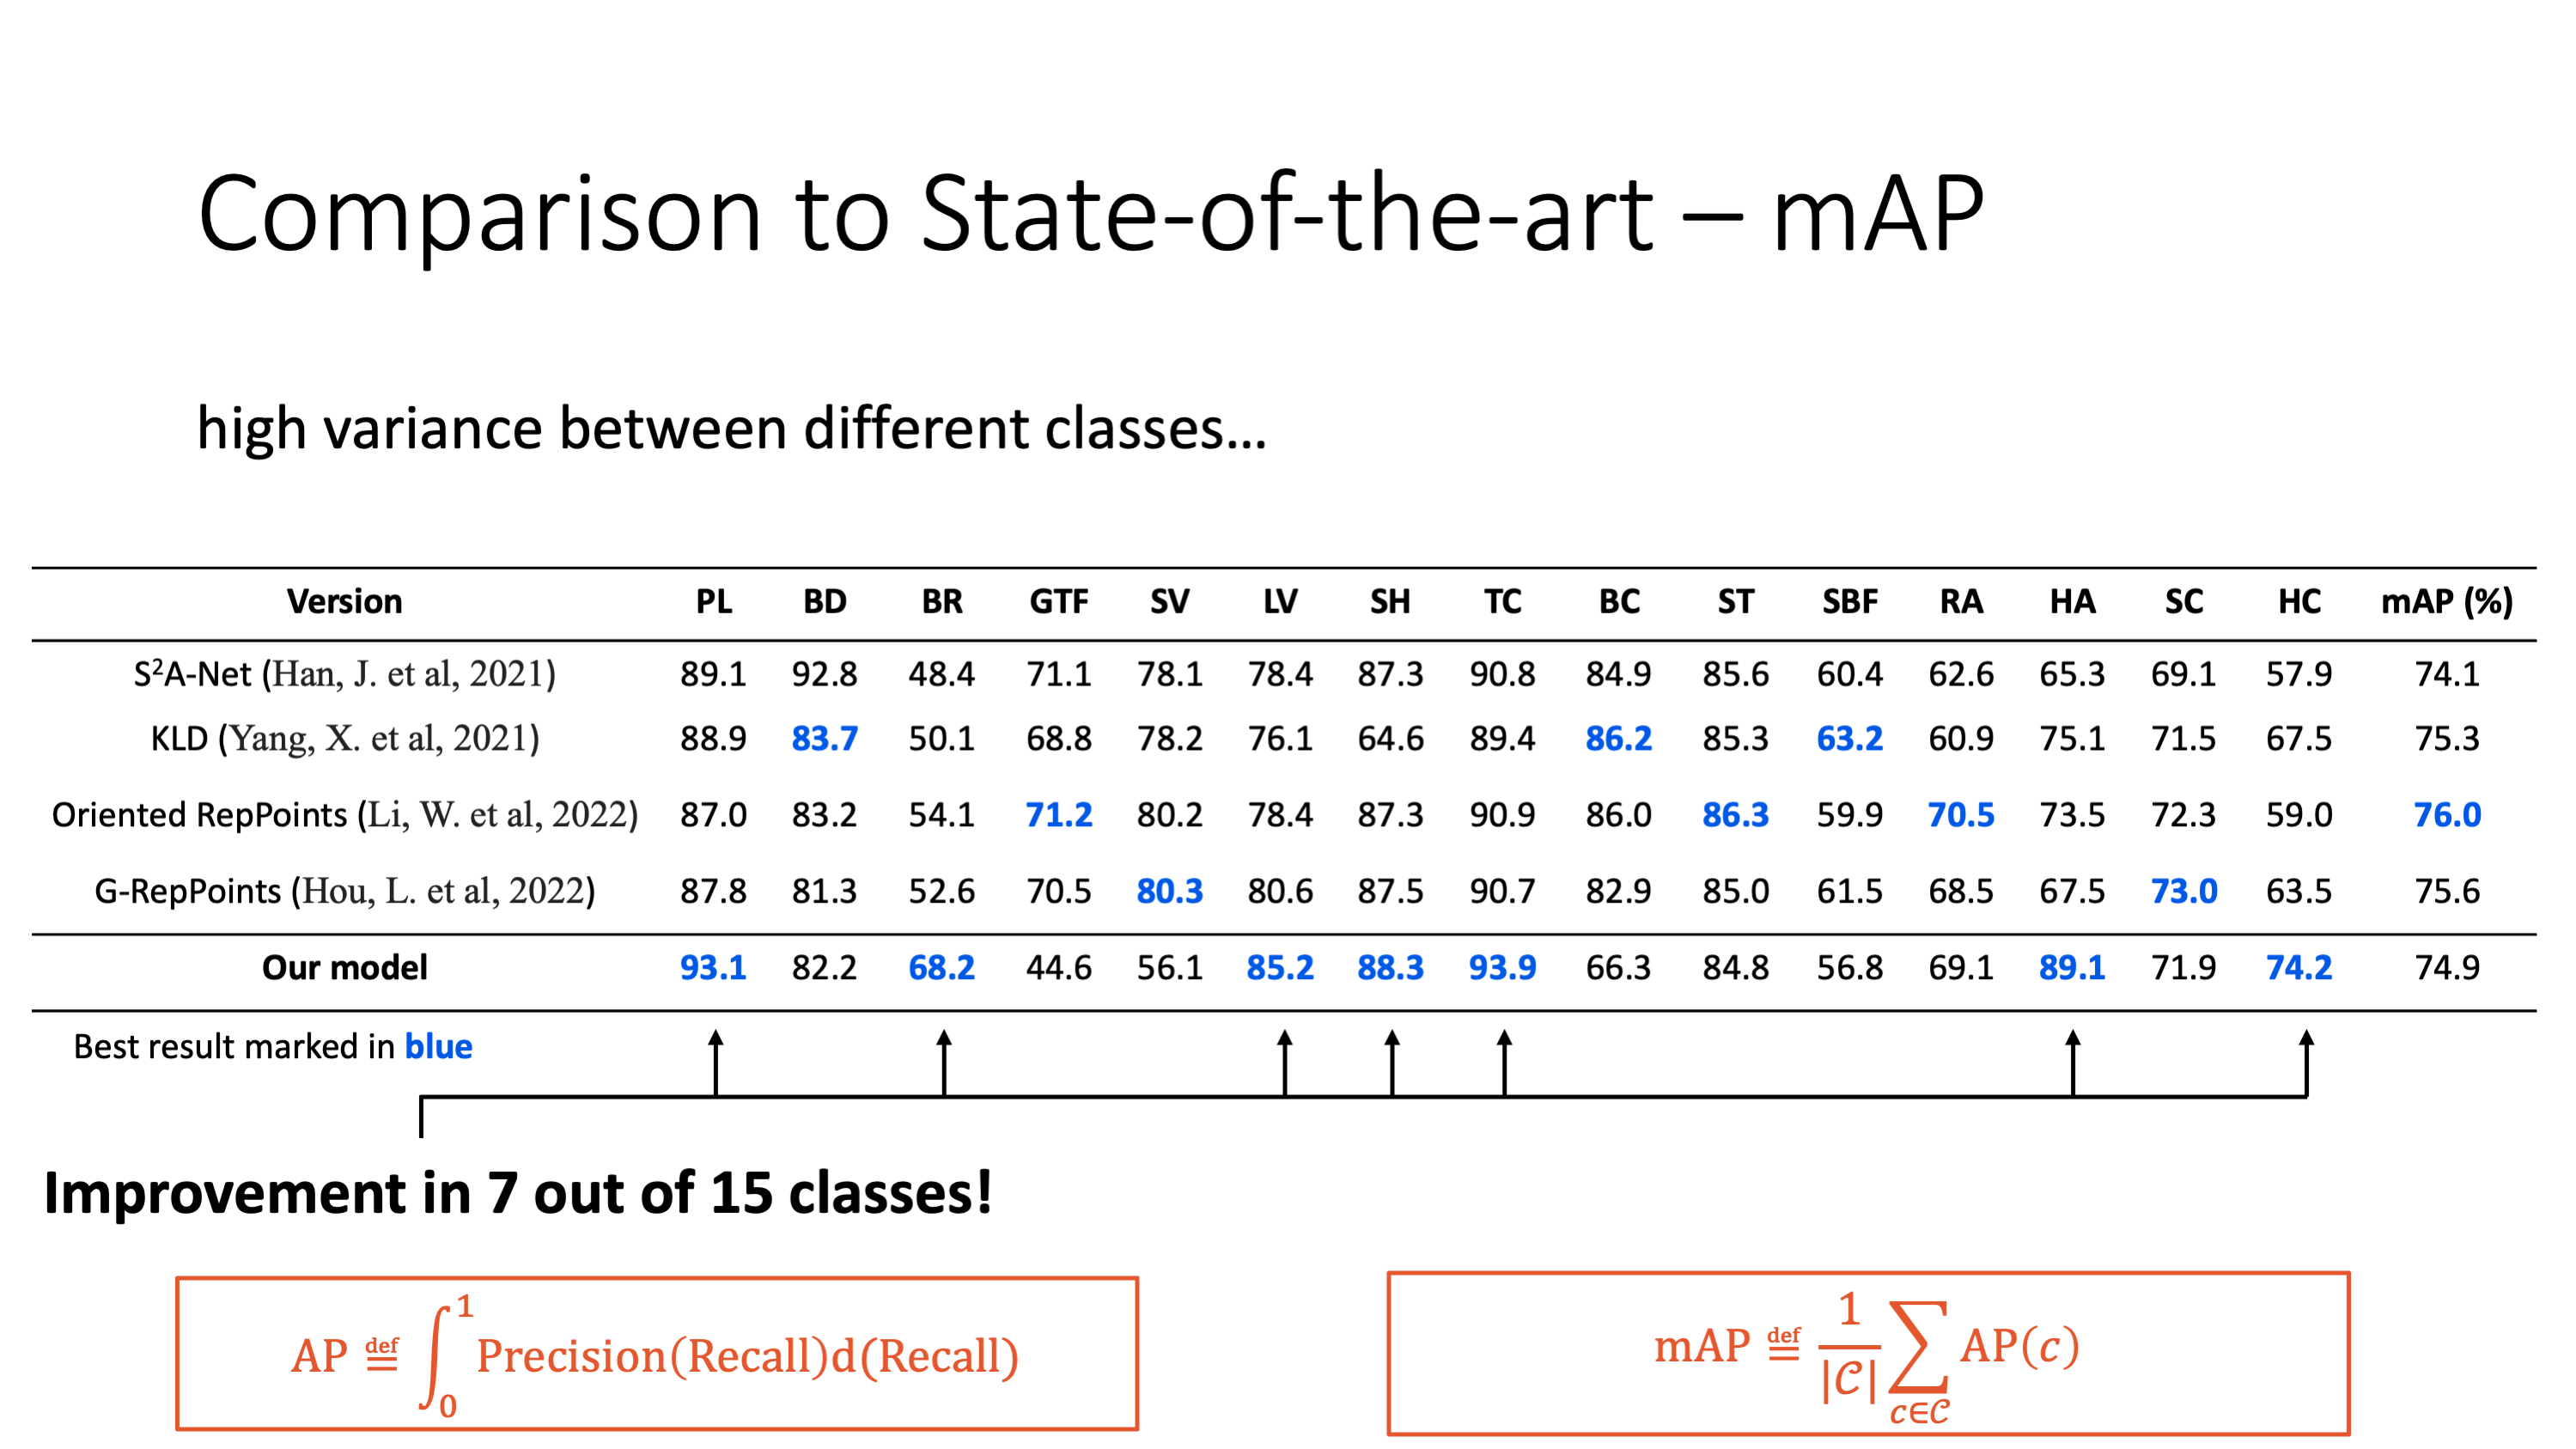 Comparison to State-of-the-art – mAP
high variance between different classes...
Version PL BD BR GTF SV LV SH TC BC ST SBF RA HA SC HC mAP (%)
S²A-Net (Han, J. et al, 2021) 89.1 92.8 48.4 71.1 78.1 78.4 87.3 90.8 84.9 85.6 60.4 62.6 65.3 69.1 57.9 74.1
KLD (Yang, X. et al, 2021) 88.9 83.7 50.1 68.8 78.2 76.1 64.6 89.4 86.2 85.3 63.2 60.9 75.1 71.5 67.5 75.3
Oriented RepPoints (Li, W. et al, 2022) 87.0 83.2 54.1 71.2 80.2 78.4 87.3 90.9 86.0 86.3 59.9 70.5 73.5 72.3 59.0 76.0
G-RepPoints (Hou, L. et al, 2022) 87.8 81.3 52.6 70.5 80.3 80.6 87.5 90.7 82.9 85.0 61.5 68.5 67.5 73.0 63.5 75.6
Our model 93.1 82.2 68.2 44.6 56.1 85.2 88.3 93.9 66.3 84.8 56.8 69.1 89.1 71.9 74.2 74.9
Best result marked in blue
Improvement in 7 out of 15 classes!
AP ≝ ∫₀¹ Precision(Recall)d(Recall)
mAP ≝ 1/|𝒞| ∑_{c∈𝒞} AP(c)